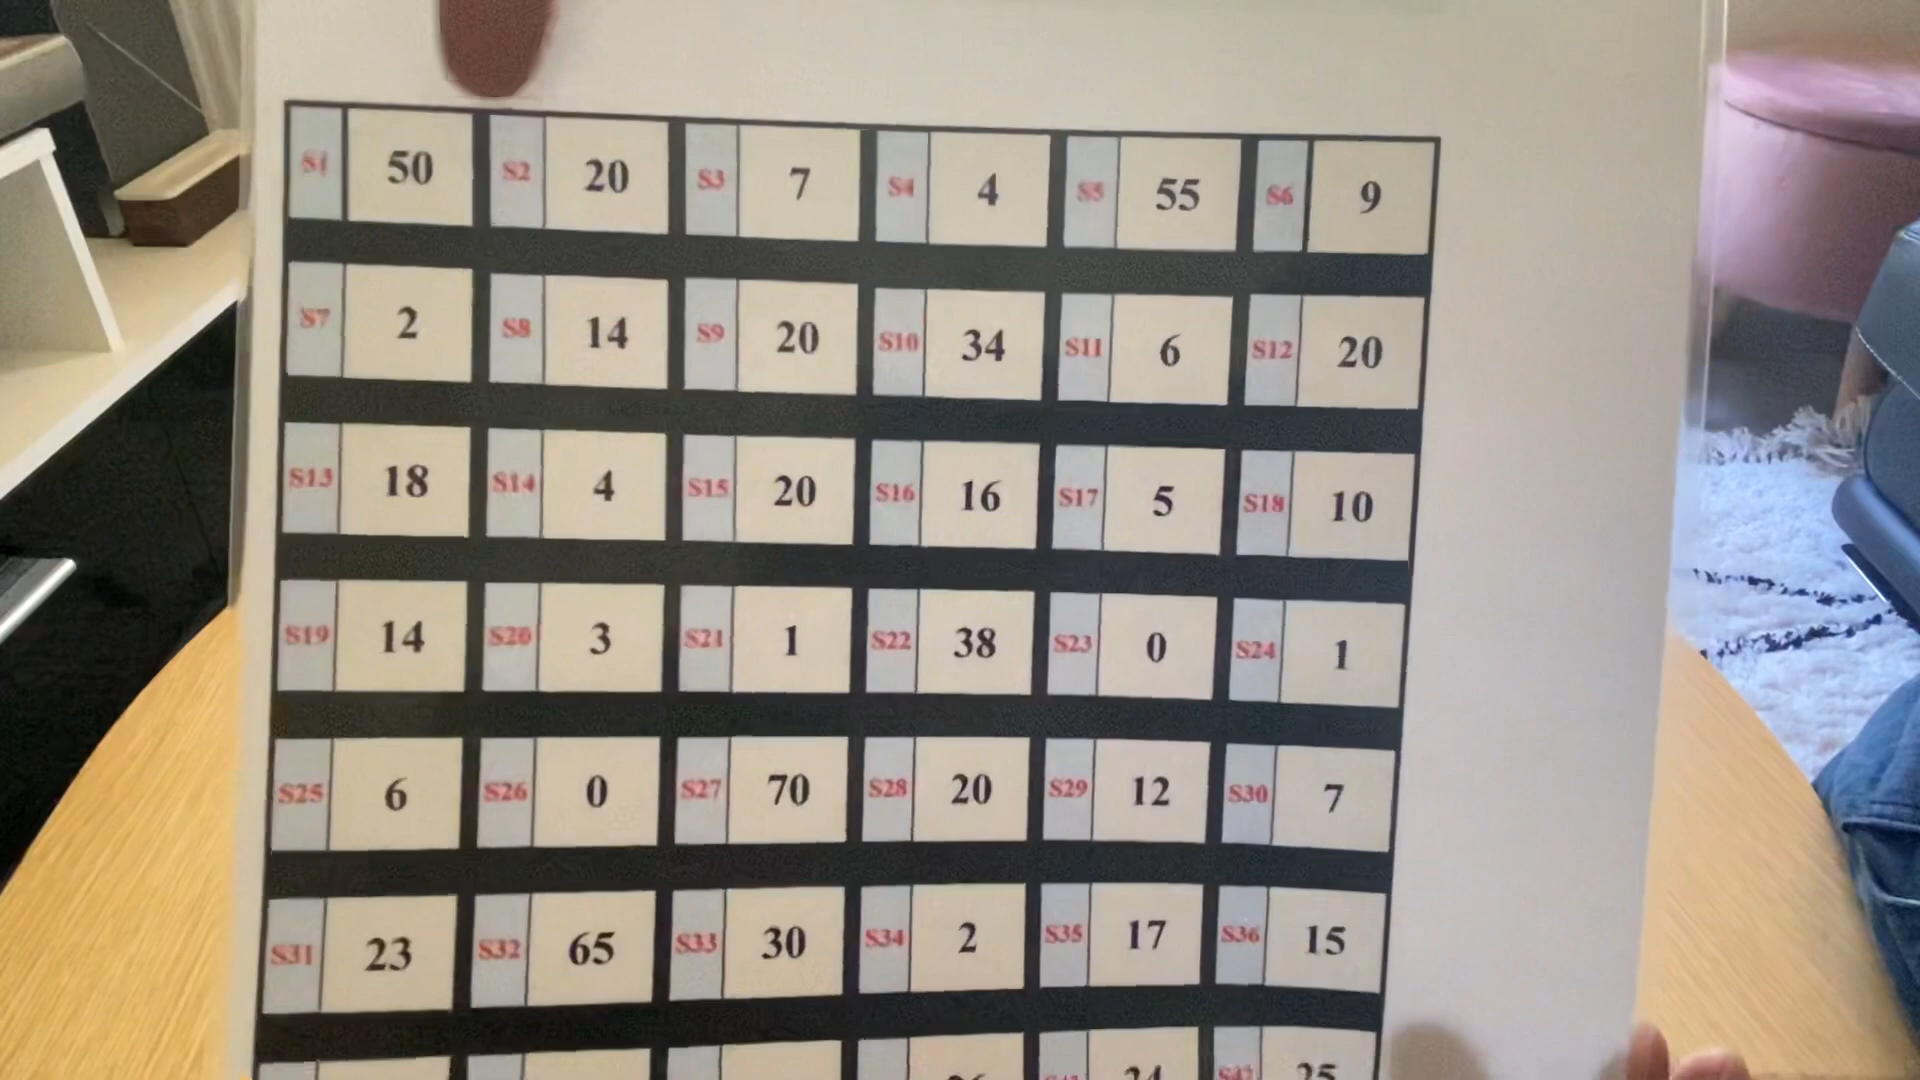 S1 50 S2 20 S3 7 S4 4 S5 55 S6 9
S7 2 S8 14 S9 20 S10 34 S11 6 S12 20
S13 18 S14 4 S15 20 S16 16 S17 5 S18 10
S19 14 S20 3 S21 1 S22 38 S23 0 S24 1
S25 6 S26 0 S27 70 S28 20 S29 12 S30 7
S31 23 S32 65 S33 30 S34 2 S35 17 S36 15
24 S42 25